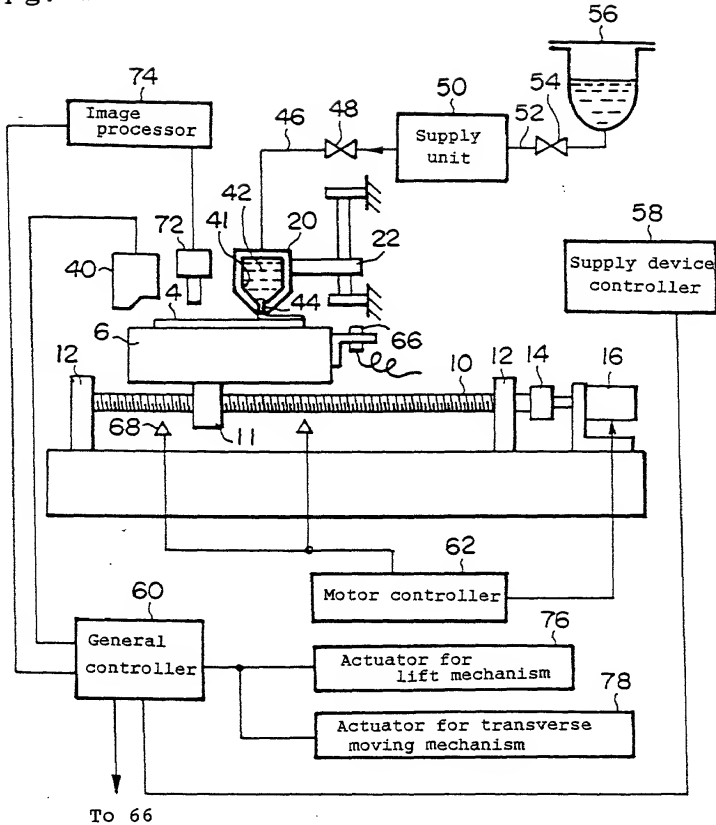 56
74
Image
processor
50
54
46
48
52
Supply
unit
42
41
20
72
22
58
40
Supply device
controller
4
44
6
66
12
10
12
14
16
68
11
62
Motor controller
60
General
controller
76
Actuator for
lift mechanism
78
Actuator for transverse
moving mechanism
To 66